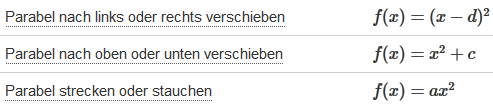 Parabel nach links oder rechts verschieben f(x) = (x − d)²
Parabel nach oben oder unten verschieben f(x) = x² + c
Parabel strecken oder stauchen f(x) = ax²